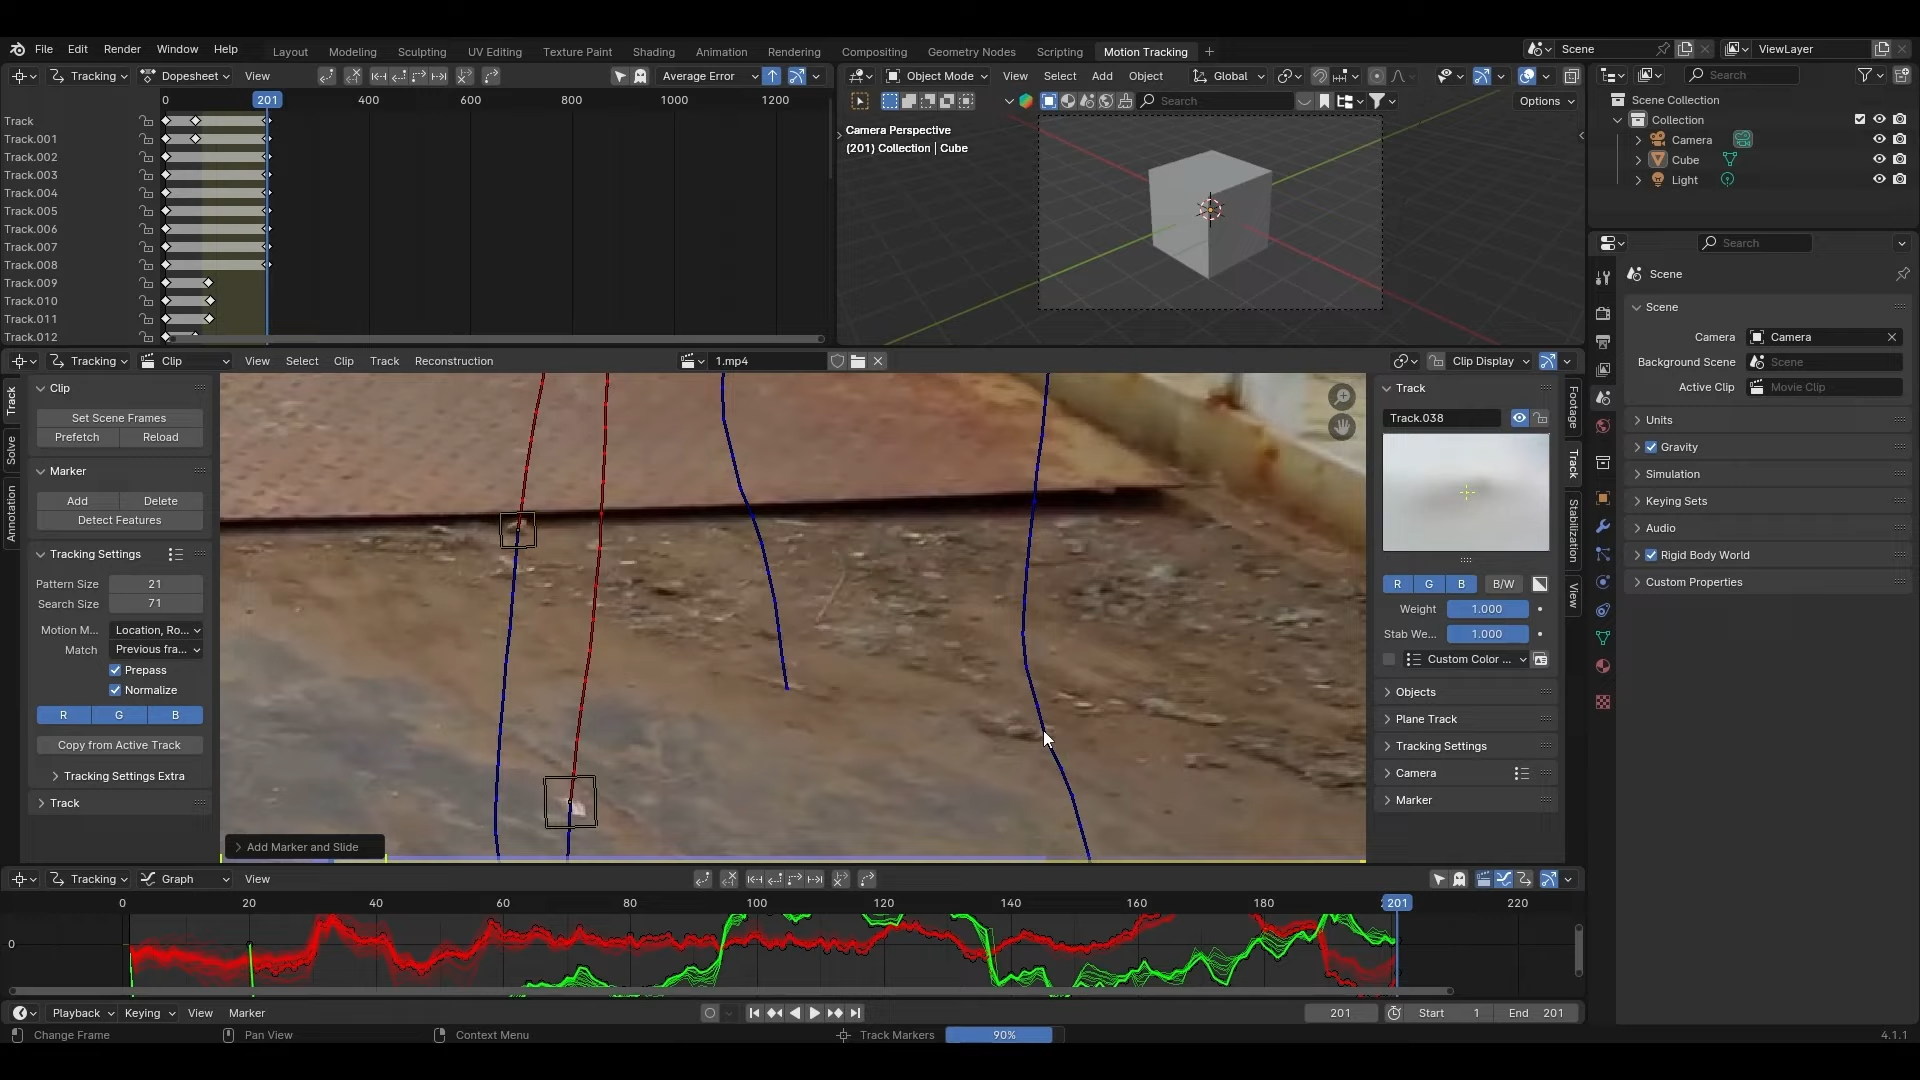 File Edit Render Window Help Layout Modeling Sculpting UV Editing Texture Paint Shading Animation Rendering Compositing Geometry Nodes Scripting Motion Tracking + Scene ViewLayer
Tracking Dopesheet View Average Error
0 201 400 600 800 1000 1200
Track
Track.001
Track.002
Track.003
Track.004
Track.005
Track.006
Track.007
Track.008
Track.009
Track.010
Track.011
Track.012
Object Mode View Select Add Object Global
Search Options
Camera Perspective
(201) Collection | Cube
Search
Scene Collection
Collection
Camera
Cube
Light
Search
Scene
Scene
Camera Camera
Background Scene Scene
Active Clip Movie Clip
Units
Gravity
Simulation
Keying Sets
Audio
Rigid Body World
Custom Properties
Tracking Clip View Select Clip Track Reconstruction 1.mp4 Clip Display
Track
Solve
Annotation
Clip
Set Scene Frames
Prefetch Reload
Marker
Add Delete
Detect Features
Tracking Settings
Pattern Size 21
Search Size 71
Motion M... Location, Ro...
Match Previous fra...
Prepass
Normalize
R G B
Copy from Active Track
Tracking Settings Extra
Track
Add Marker and Slide
Track
Track.038
R G B B/W
Weight 1.000
Stab We... 1.000
Custom Color ...
Objects
Plane Track
Tracking Settings
Camera
Marker
Footage
Track
Stabilization
View
Tracking Graph View
0 20 40 60 80 100 120 140 160 180 201 220
0
Playback Keying View Marker 201 Start 1 End 201
Change Frame Pan View Context Menu Track Markers 90% 4.1.1